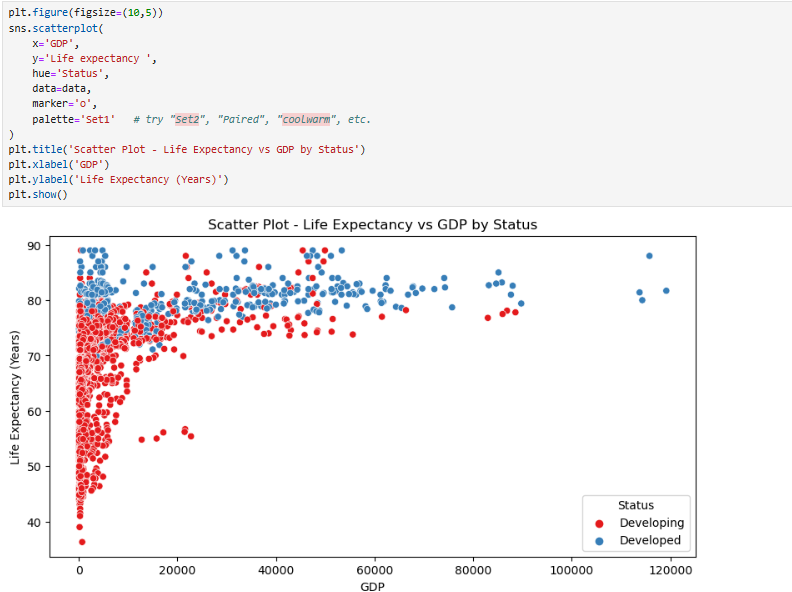 plt.figure(figsize=(10,5))
sns.scatterplot(
    x='GDP',
    y='Life expectancy ',
    hue='Status',
    data=data,
    marker='o',
    palette='Set1'   # try "Set2", "Paired", "coolwarm", etc.
)
plt.title('Scatter Plot - Life Expectancy vs GDP by Status')
plt.xlabel('GDP')
plt.ylabel('Life Expectancy (Years)')
plt.show()
Scatter Plot - Life Expectancy vs GDP by Status
Life Expectancy (Years)
90
80
70
60
50
40
Status
Developing
Developed
0 20000 40000 60000 80000 100000 120000
GDP